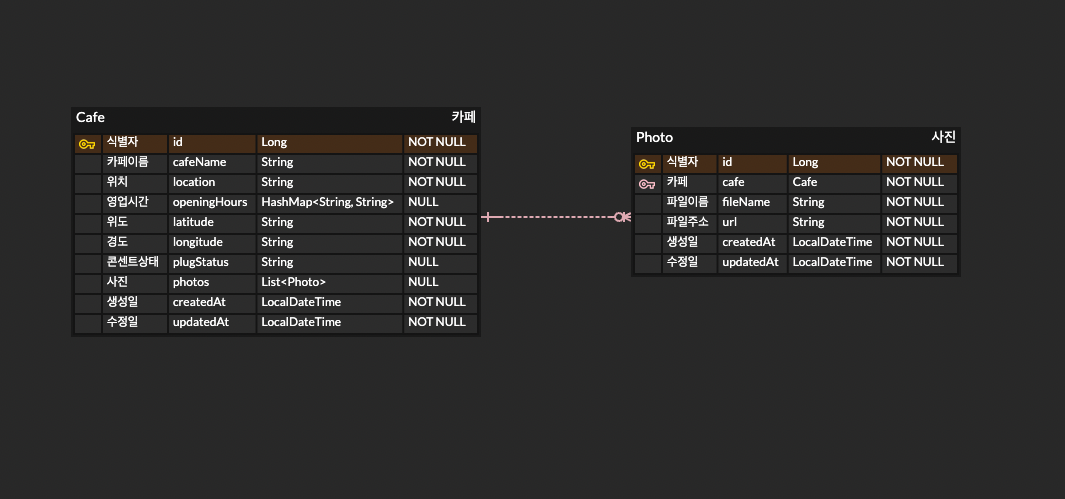 Cafe 카페
식별자 id Long NOT NULL
카페이름 cafeName String NOT NULL
위치 location String NOT NULL
영업시간 openingHours HashMap<String, String> NULL
위도 latitude String NOT NULL
경도 longitude String NOT NULL
콘센트상태 plugStatus String NULL
사진 photos List<Photo> NULL
생성일 createdAt LocalDateTime NOT NULL
수정일 updatedAt LocalDateTime NOT NULL
Photo 사진
식별자 id Long NOT NULL
카페 cafe Cafe NOT NULL
파일이름 fileName String NOT NULL
파일주소 url String NOT NULL
생성일 createdAt LocalDateTime NOT NULL
수정일 updatedAt LocalDateTime NOT NULL